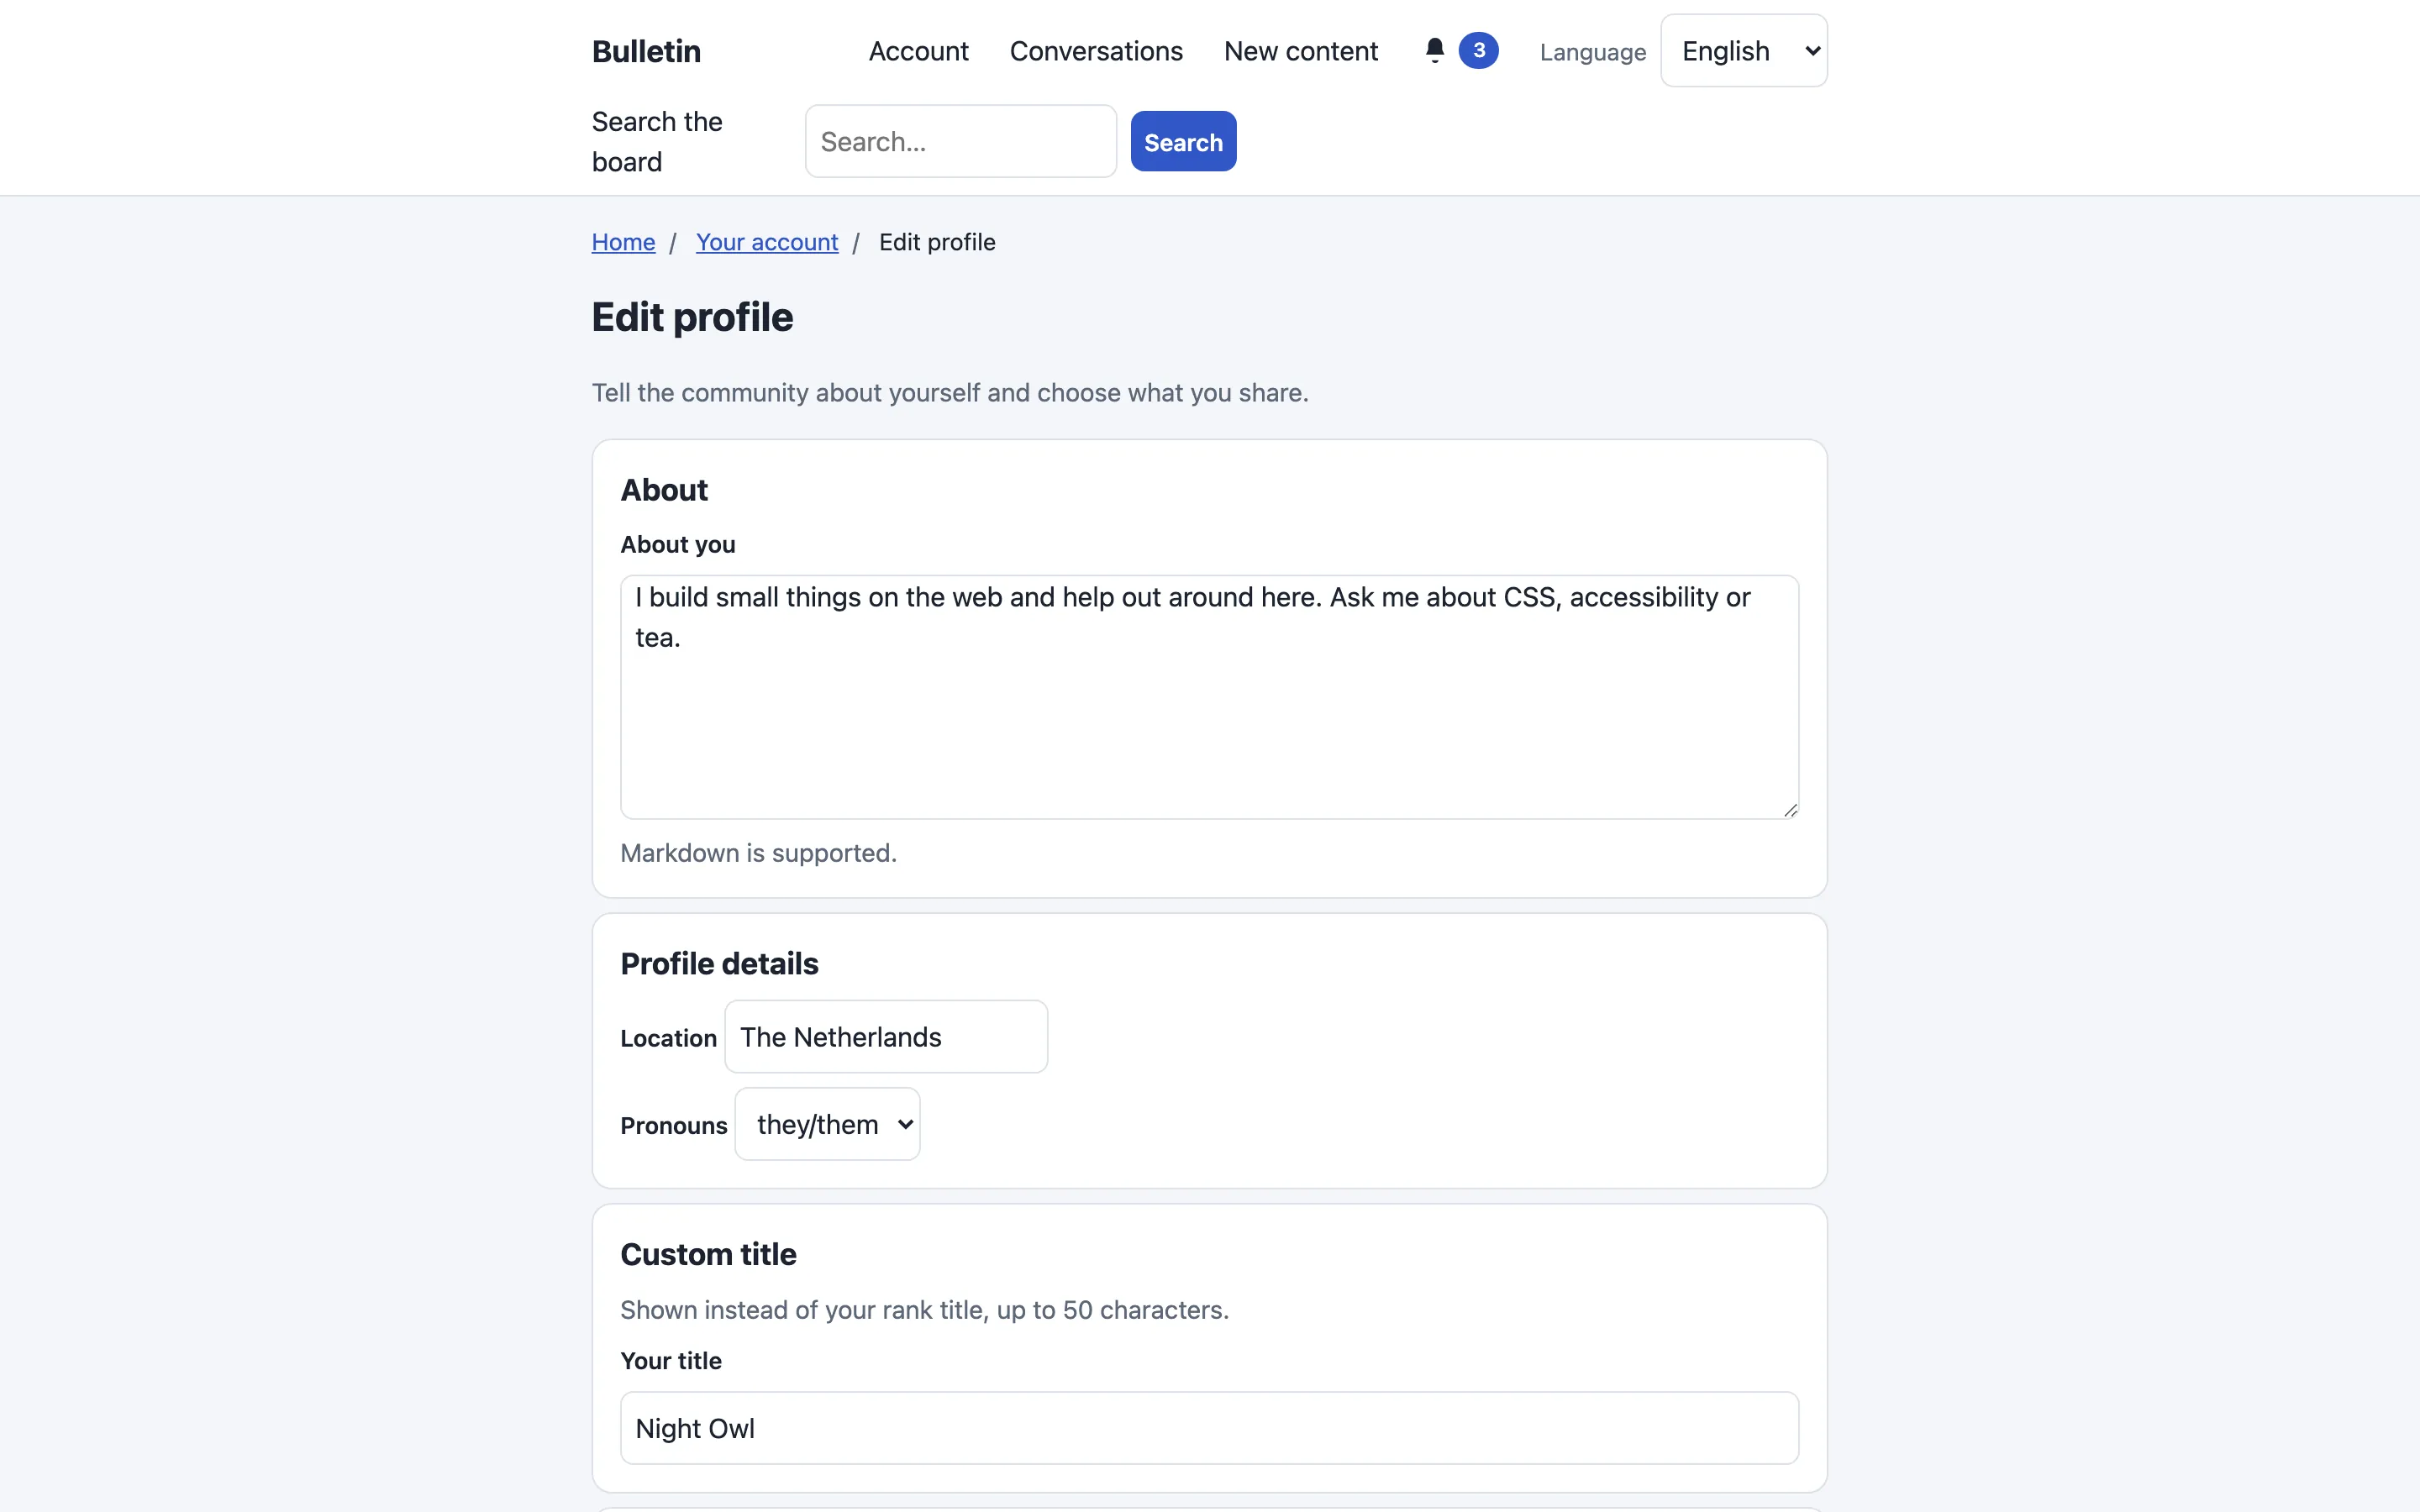 Bulletin
Account
Conversations
New content
3
Language
English
Search the
board
Search...
Search
Home / Your account / Edit profile
Edit profile
Tell the community about yourself and choose what you share.
About
About you
I build small things on the web and help out around here. Ask me about CSS, accessibility or
tea.
Markdown is supported.
Profile details
Location The Netherlands
Pronouns they/them
Custom title
Shown instead of your rank title, up to 50 characters.
Your title
Night Owl